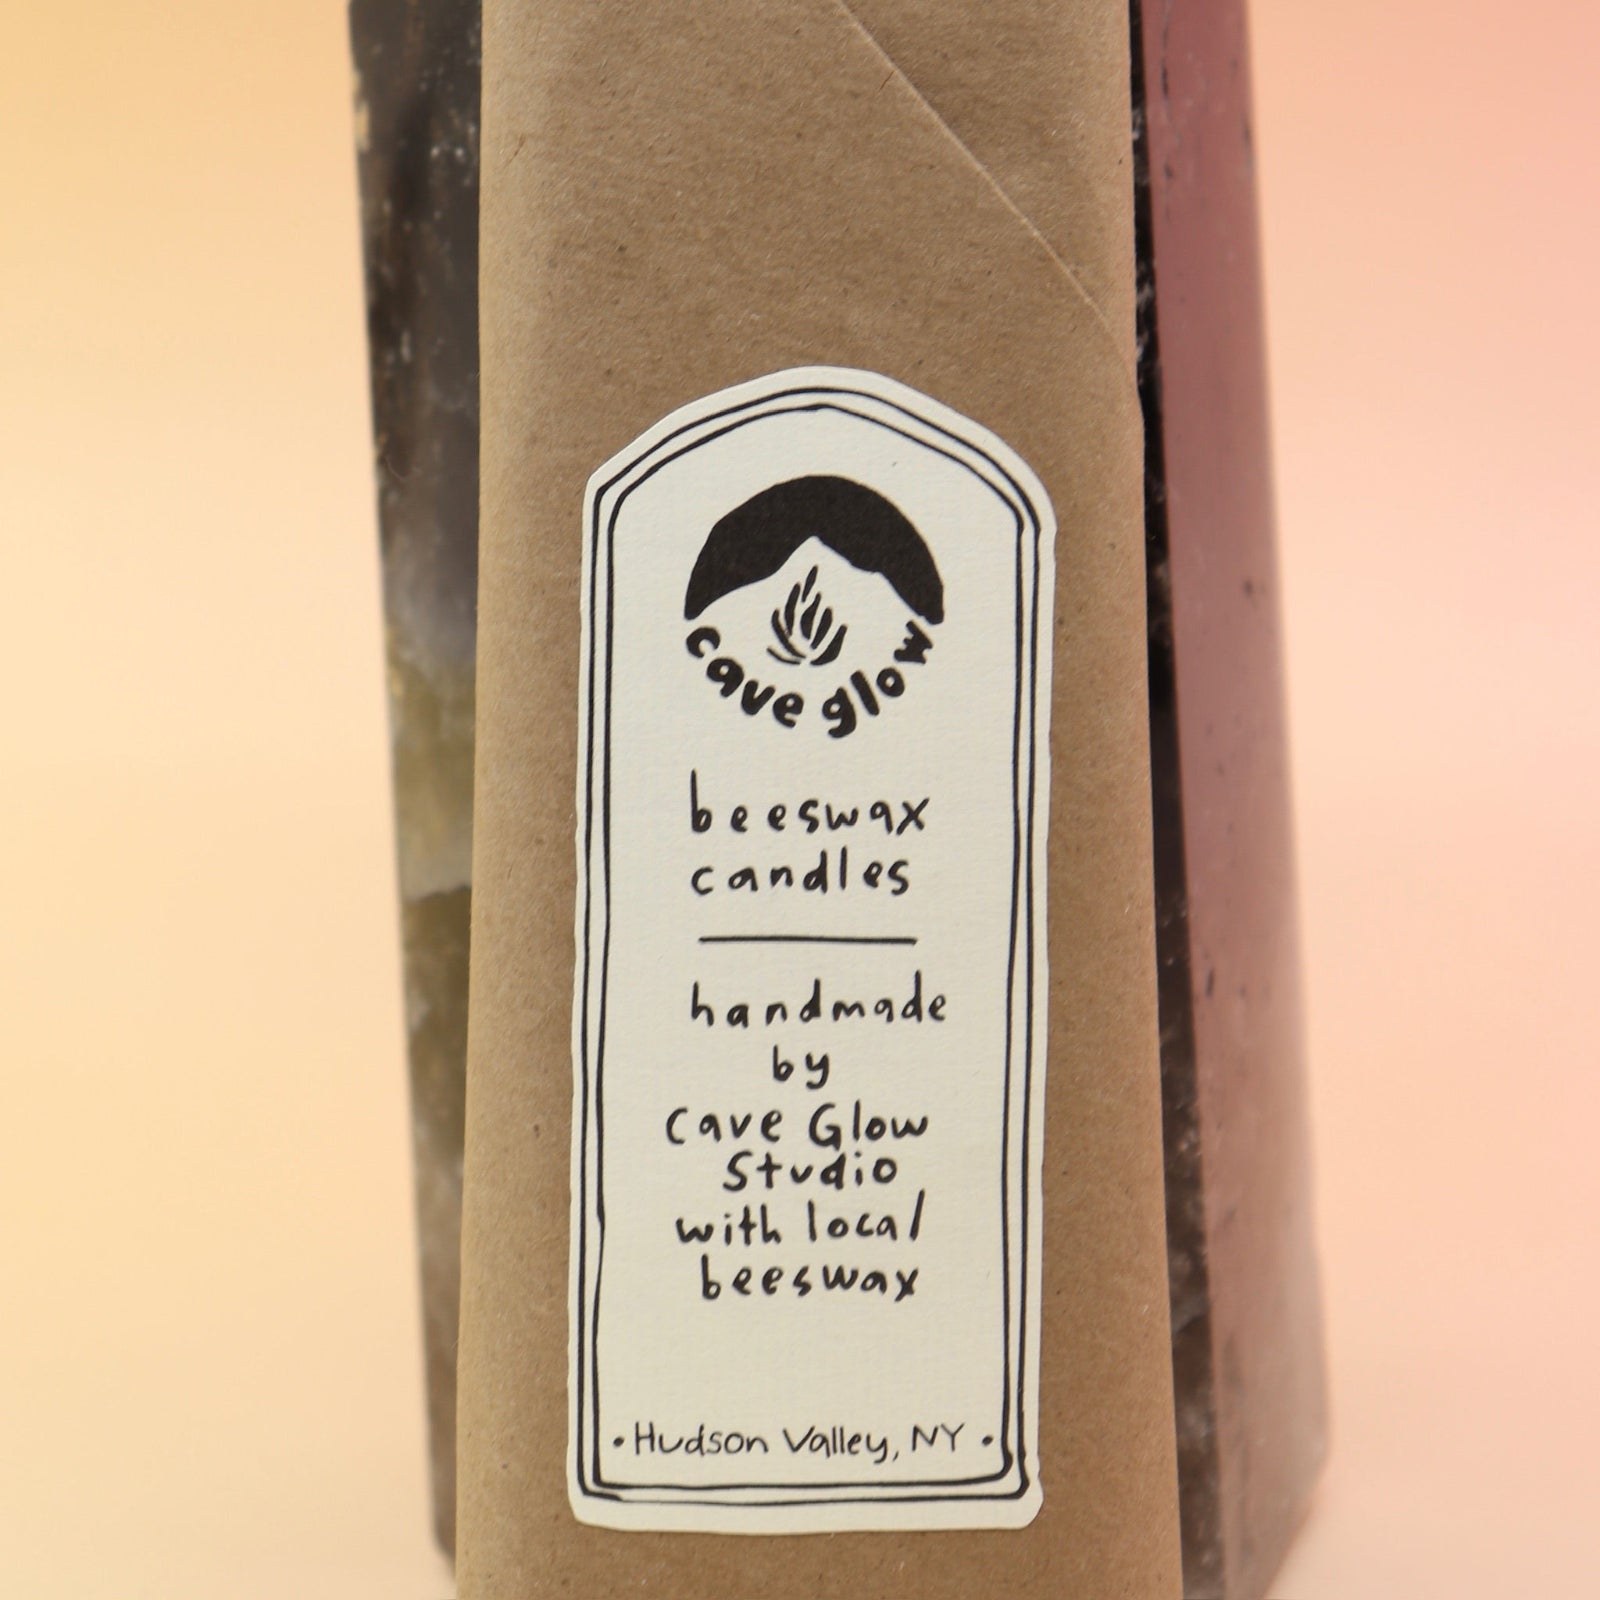 cave glow
beeswax
candles
handmade
by
Cave Glow
Studio
with local
beeswax
• Hudson Valley, NY •